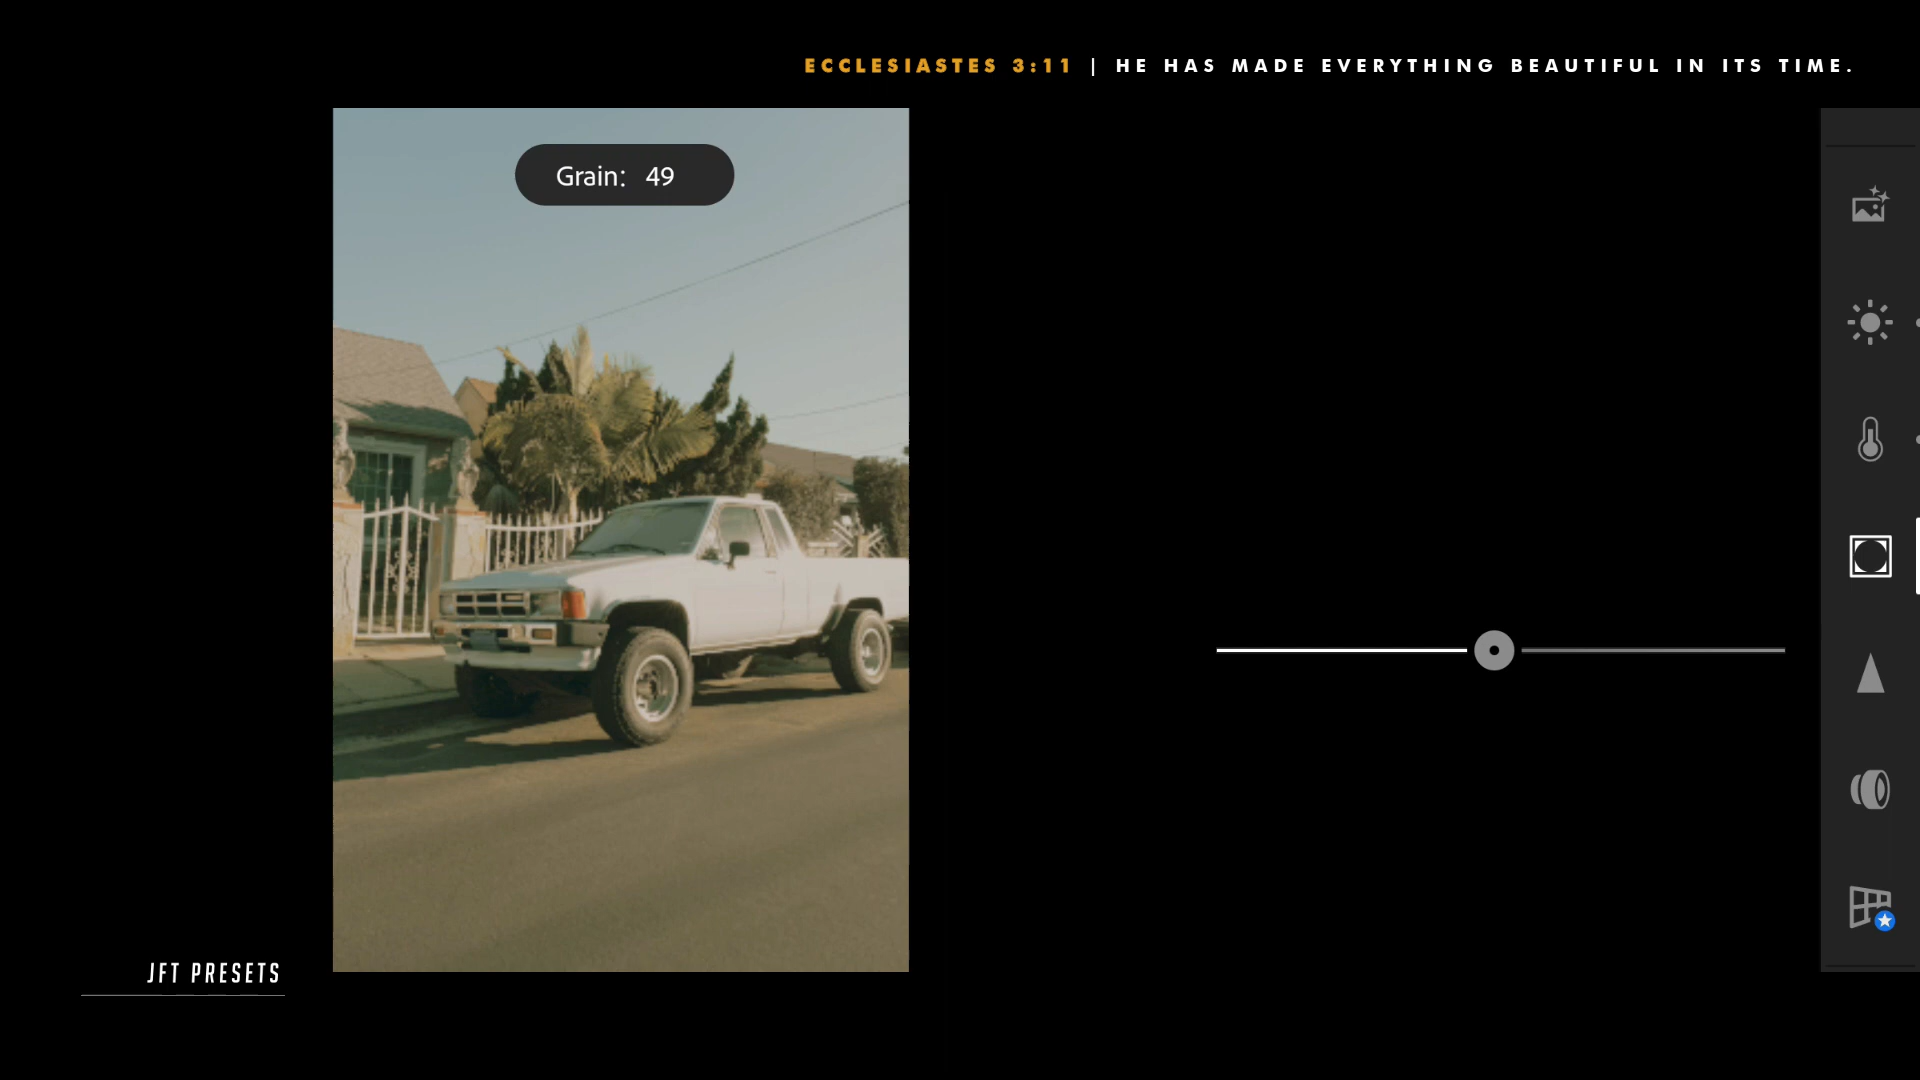 ECCLESIASTES 3:11 | HE HAS MADE EVERYTHING BEAUTIFUL IN ITS TIME.
Grain: 49
JFT PRESETS